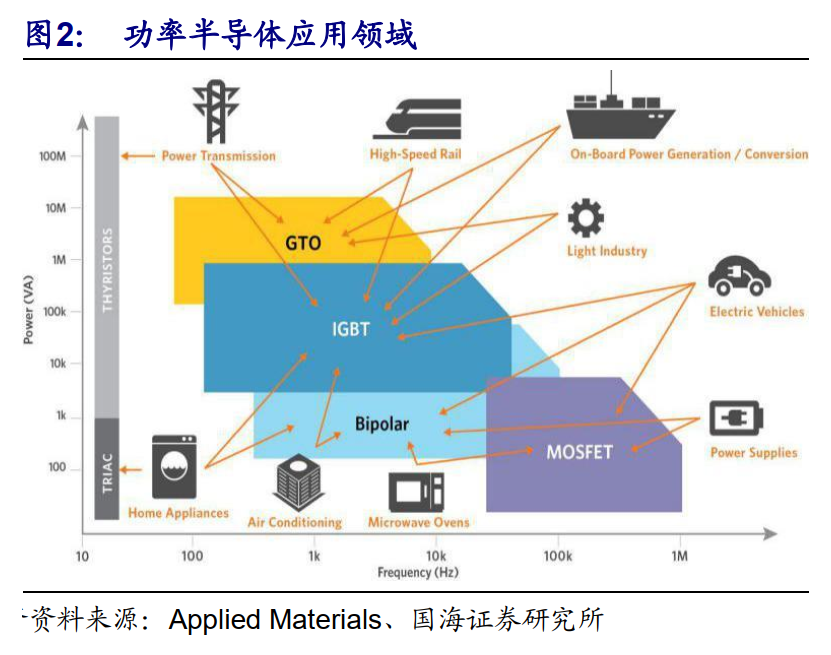 图2： 功率半导体应用领域
Power Transmission
High-Speed Rail
On-Board Power Generation / Conversion
Light Industry
Electric Vehicles
Power Supplies
Home Appliances
Air Conditioning
Microwave Ovens
THYRISTORS
TRIAC
GTO
IGBT
Bipolar
MOSFET
Power (VA)
100M
10M
1M
100k
10k
1k
100
10
100
1k
10k
100k
1M
Frequency (Hz)
资料来源：Applied Materials、国海证券研究所